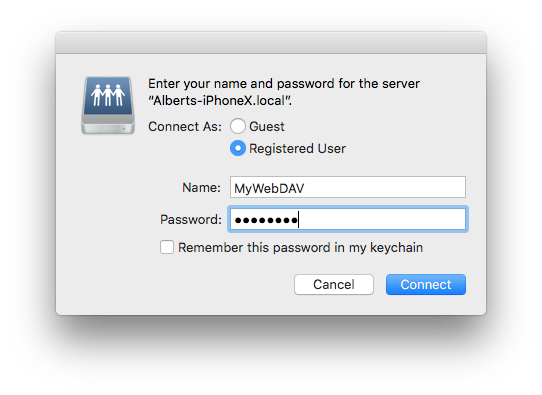 Enter your name and password for the server
“Alberts-iPhoneX.local”.
Connect As: Guest
Registered User
Name: MyWebDAV
Password: ●●●●●●●●
Remember this password in my keychain
Cancel Connect